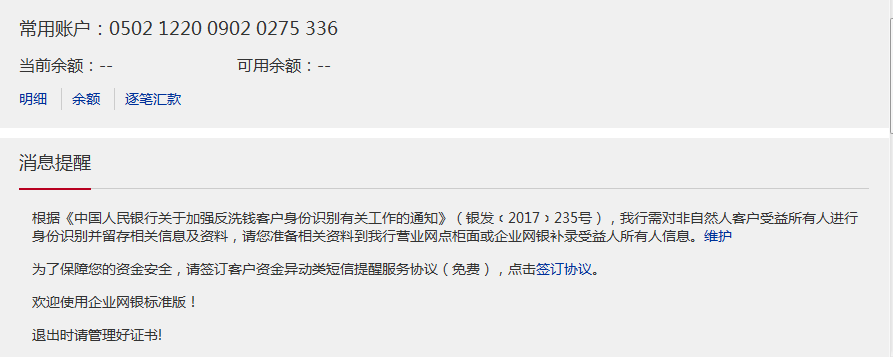 常用账户：0502 1220 0902 0275 336
当前余额：-- 可用余额：--
明细 余额 逐笔汇款
消息提醒
根据《中国人民银行关于加强反洗钱客户身份识别有关工作的通知》（银发﹝2017﹞235号），我行需对非自然人客户受益所有人进行
身份识别并留存相关信息及资料，请您准备相关资料到我行营业网点柜面或企业网银补录受益人所有人信息。维护
为了保障您的资金安全，请签订客户资金异动类短信提醒服务协议（免费），点击签订协议。
欢迎使用企业网银标准版！
退出时请管理好证书!